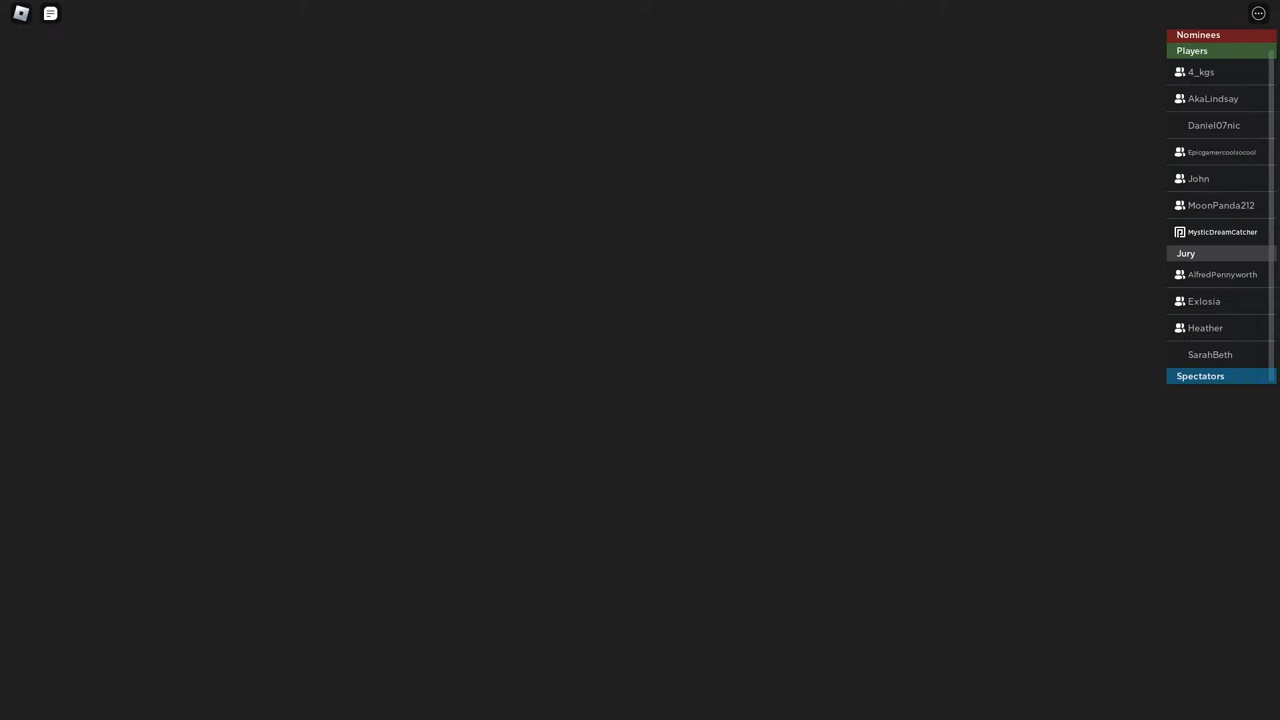 Nominees
Players
4_kgs
AkaLindsay
Daniel07nic
Epicgamercoolsocool
John
MoonPanda212
MysticDreamCatcher
Jury
AlfredPennyworth
Exlosia
Heather
SarahBeth
Spectators